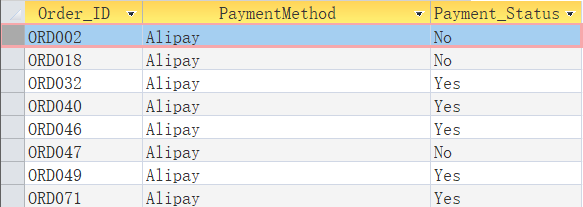 Order_ID PaymentMethod Payment_Status
ORD002 Alipay No
ORD018 Alipay No
ORD032 Alipay Yes
ORD040 Alipay Yes
ORD046 Alipay Yes
ORD047 Alipay No
ORD049 Alipay Yes
ORD071 Alipay Yes